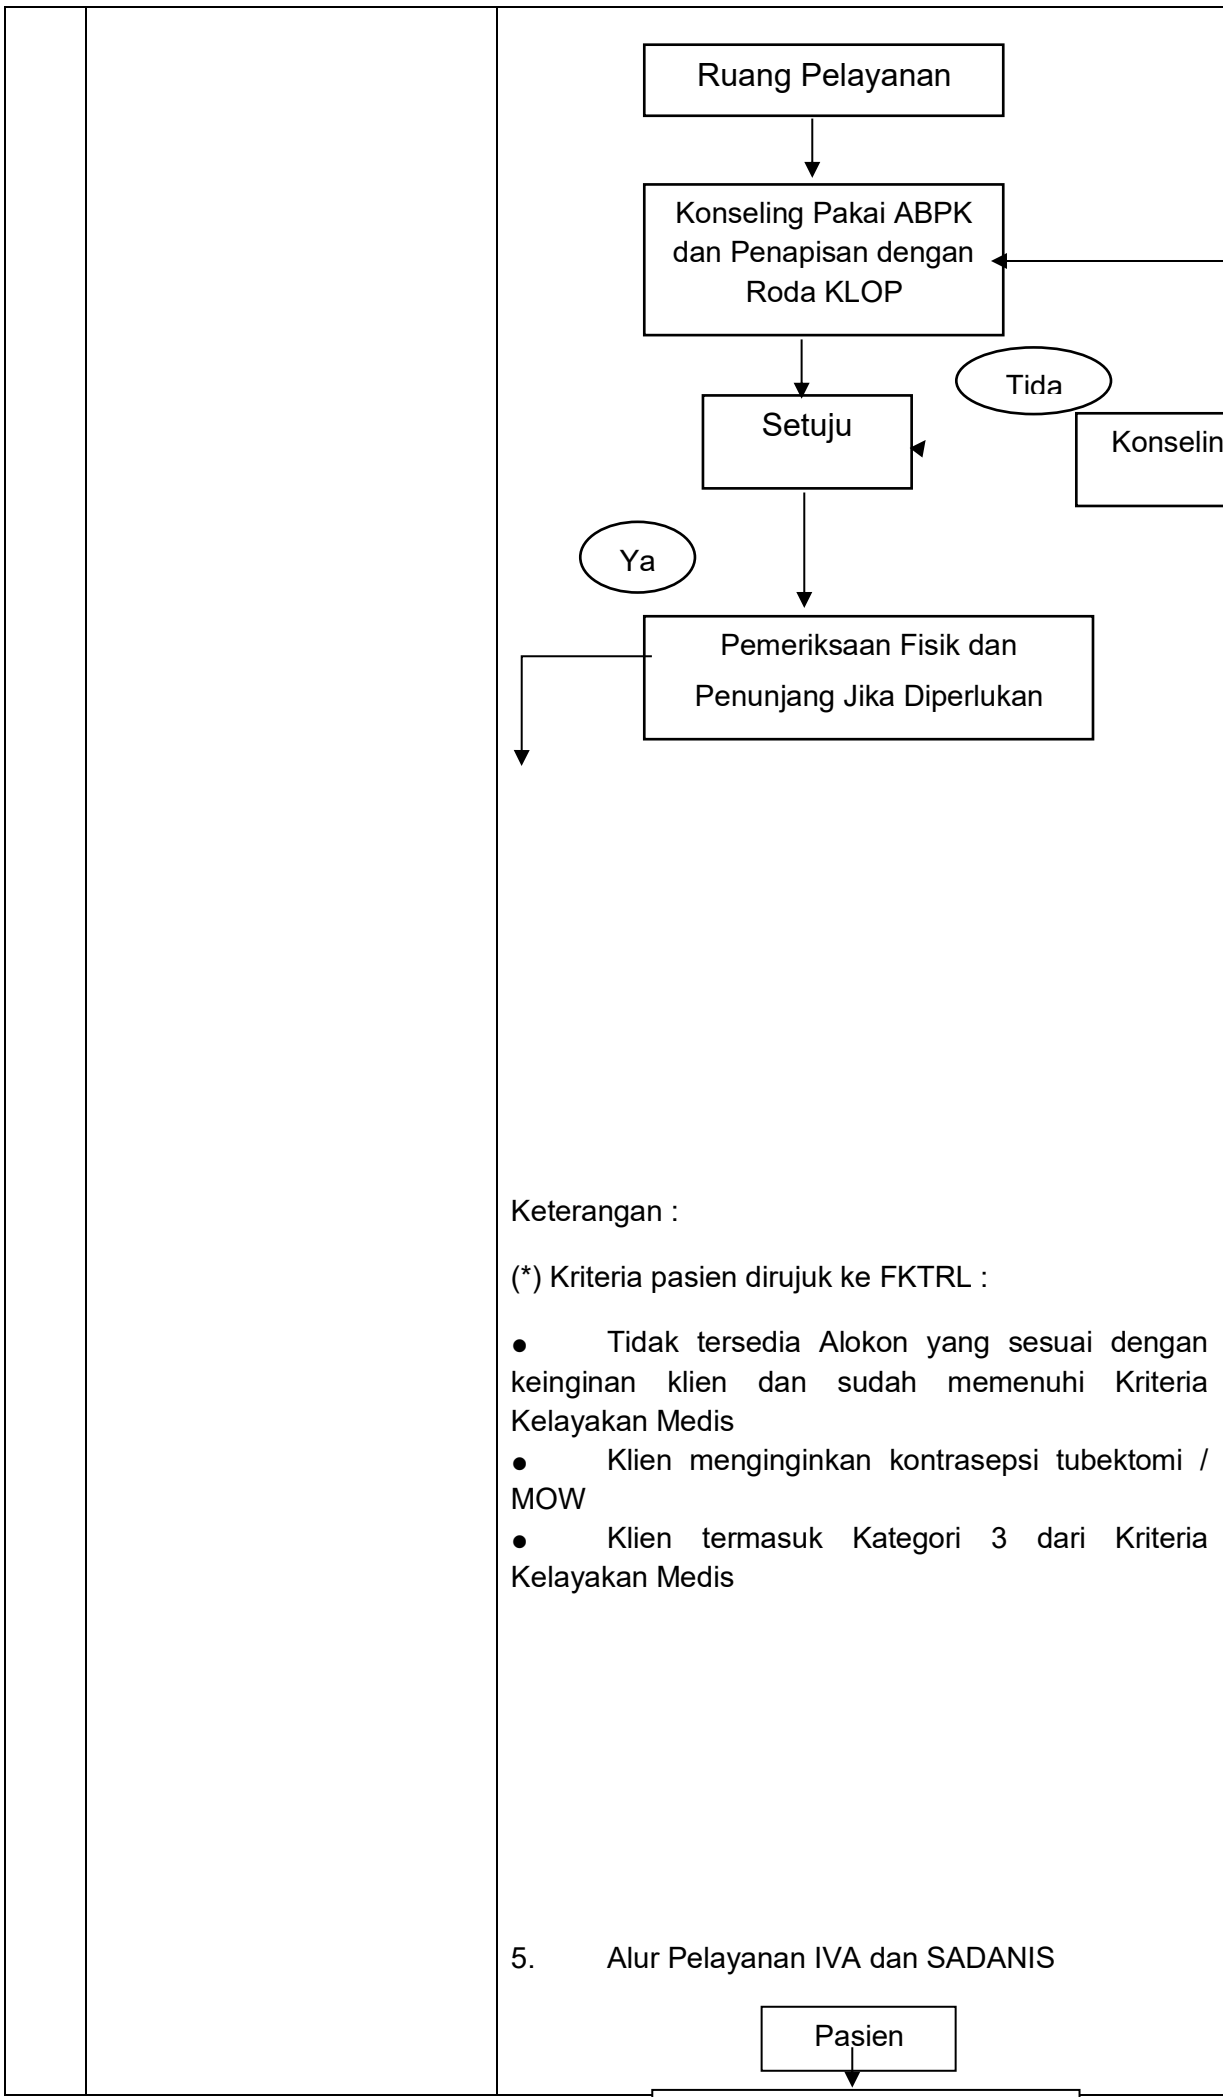 Ruang Pelayanan
Konseling Pakai ABPK
dan Penapisan dengan
Roda KLOP
Tida
Setuju
Konselin
Ya
Pemeriksaan Fisik dan
Penunjang Jika Diperlukan
Keterangan :
(*) Kriteria pasien dirujuk ke FKTRL :
● Tidak tersedia Alokon yang sesuai dengan
keinginan klien dan sudah memenuhi Kriteria
Kelayakan Medis
● Klien menginginkan kontrasepsi tubektomi /
MOW
● Klien termasuk Kategori 3 dari Kriteria
Kelayakan Medis
5. Alur Pelayanan IVA dan SADANIS
Pasien